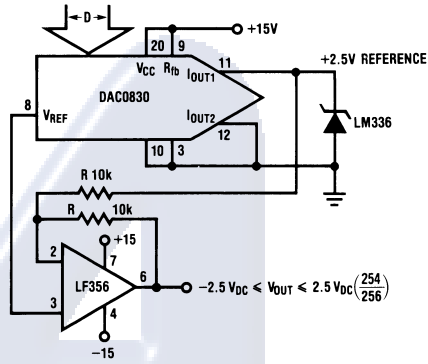 D
+15V
20 9
VCC Rfb
11
IOUT1
+2.5V REFERENCE
8
VREF
DAC0830
IOUT2
12
LM336
10 3
R 10k
R 10k
+15
2
7
6
LF356
3
4
−15
−2.5 VDC ≤ VOUT ≤ 2.5 VDC(254/256)